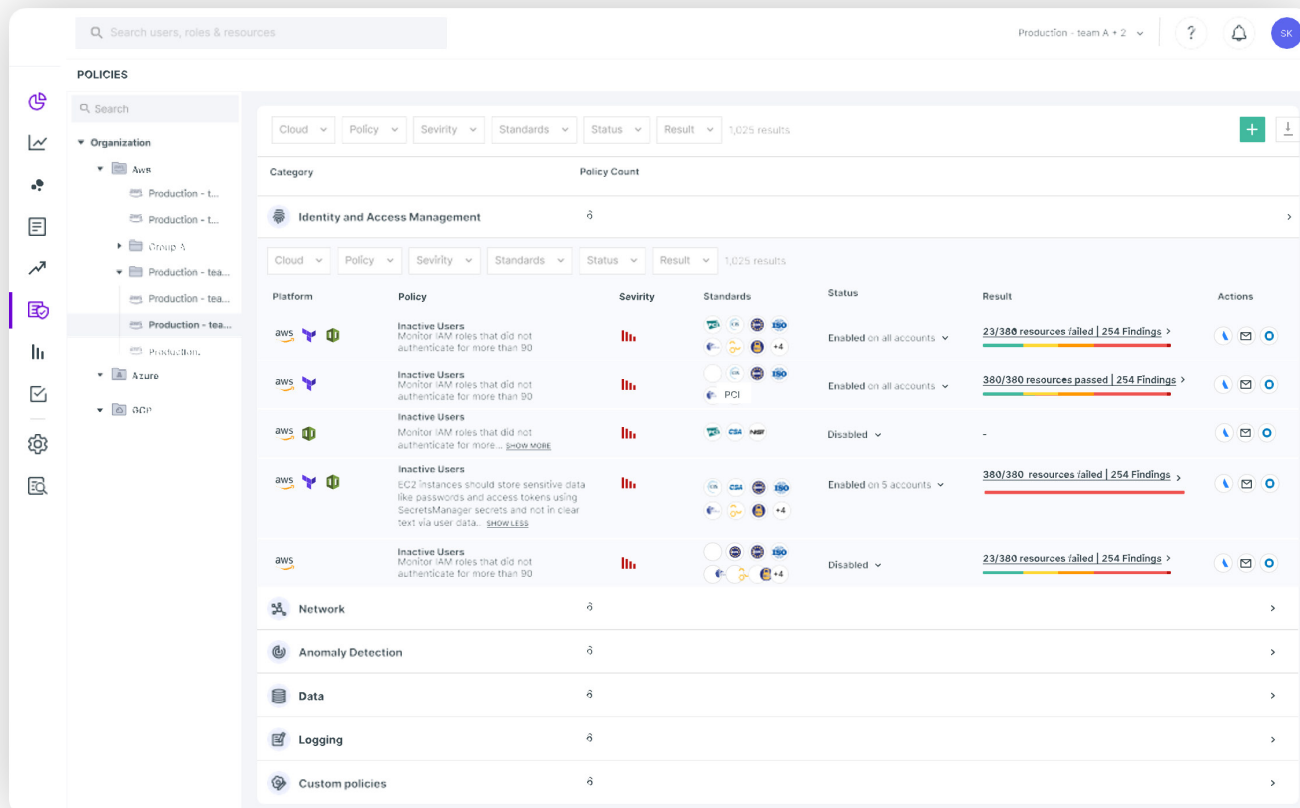 Search users, roles & resources
Production - team A + 2
?
SK
POLICIES
Search
Organization
Aws
Production - t...
Production - t...
Group A
Production - tea...
Production - tea...
Production - tea...
Production.
Azure
GCP
Cloud Policy Sevirity Standards Status Result 1,025 results
+
Category Policy Count
Identity and Access Management 6
Cloud Policy Sevirity Standards Status Result 1,025 results
Platform Policy Sevirity Standards Status Result Actions
aws
Inactive Users
Monitor IAM roles that did not
authenticate for more than 90
ISO
+4
Enabled on all accounts
23/380 resources failed | 254 Findings
aws
Inactive Users
Monitor IAM roles that did not
authenticate for more than 90
ISO
PCI
Enabled on all accounts
380/380 resources passed | 254 Findings
aws
Inactive Users
Monitor IAM roles that did not
authenticate for more... SHOW MORE
CSA NIST
Disabled
-
aws
Inactive Users
EC2 instances should store sensitive data
like passwords and access tokens using
SecretsManager secrets and not in clear
text via user data.. SHOW LESS
CSA ISO
+4
Enabled on 5 accounts
380/380 resources failed | 254 Findings
aws
Inactive Users
Monitor IAM roles that did not
authenticate for more than 90
ISO
+4
Disabled
23/380 resources failed | 254 Findings
Network 6
Anomaly Detection 6
Data 6
Logging 6
Custom policies 6